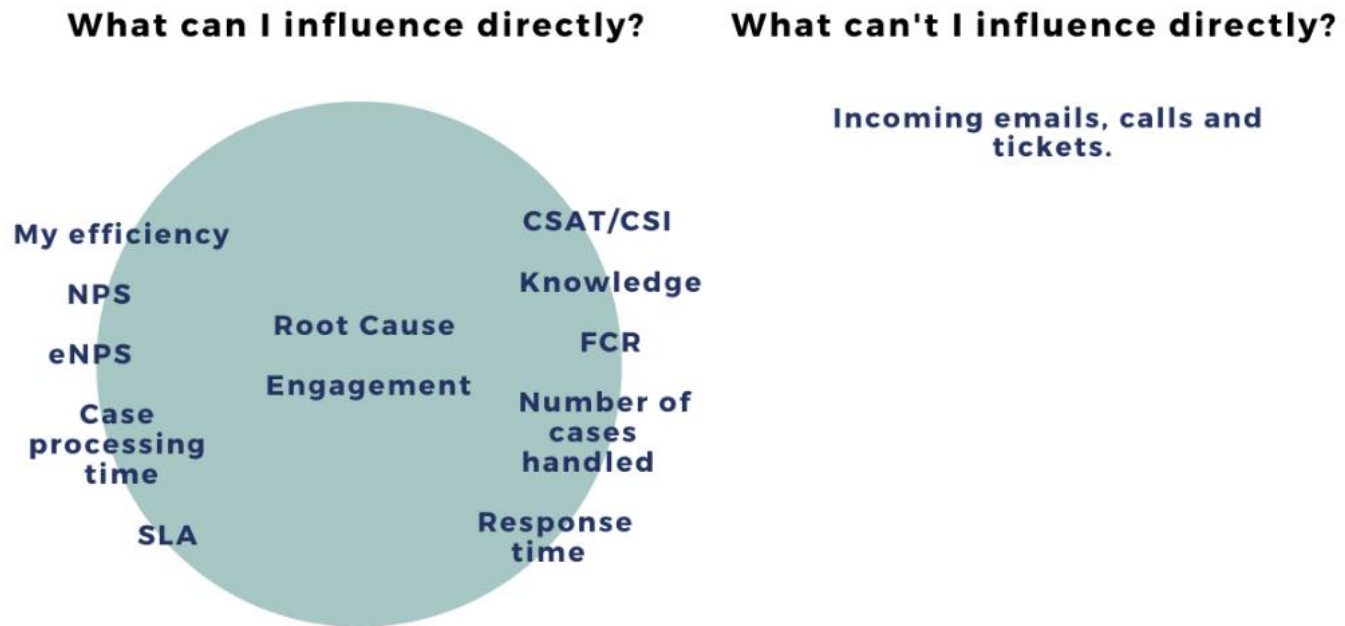 What can I influence directly?
What can't I influence directly?
Incoming emails, calls and
tickets.
My efficiency
NPS
eNPS
Case
processing
time
SLA
Root Cause
Engagement
CSAT/CSI
Knowledge
FCR
Number of
cases
handled
Response
time